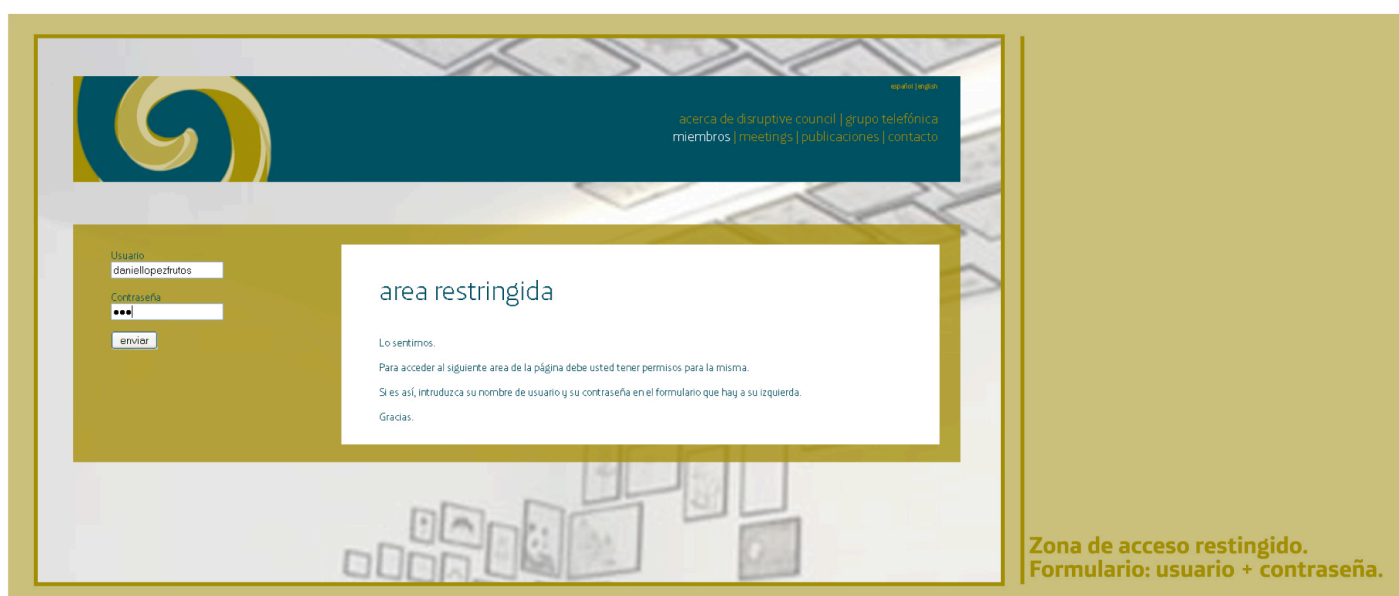 español | english
acerca de disruptive council | grupo telefónica
miembros | meetings | publicaciones | contacto
Usuario
daniellopezfrutos
Contraseña
enviar
area restringida
Lo sentimos.
Para acceder al siguiente area de la página debe usted tener permisos para la misma.
Si es así, intruduzca su nombre de usuario y su contraseña en el formulario que hay a su izquierda.
Gracias.
Zona de acceso restingido.
Formulario: usuario + contraseña.